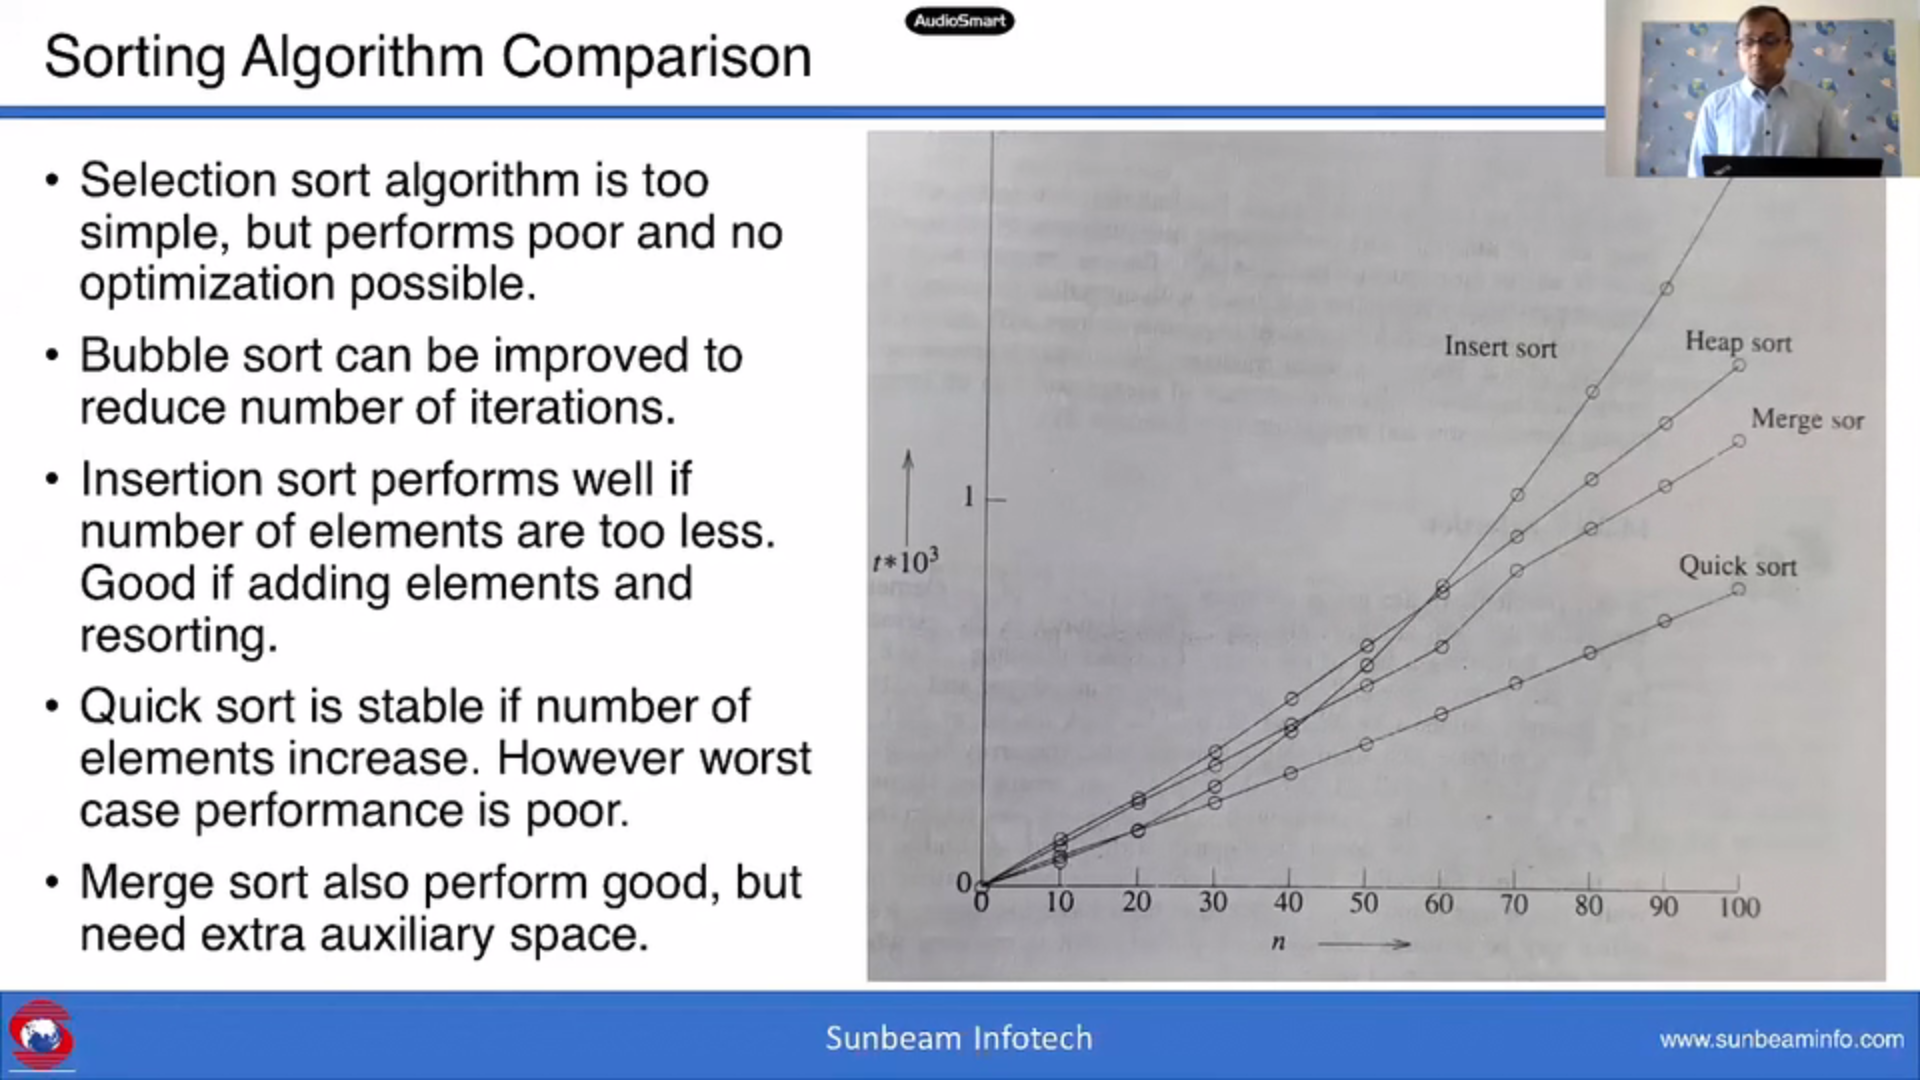 AudioSmart
Sorting Algorithm Comparison
• Selection sort algorithm is too
simple, but performs poor and no
optimization possible.
• Bubble sort can be improved to
reduce number of iterations.
• Insertion sort performs well if
number of elements are too less.
Good if adding elements and
resorting.
• Quick sort is stable if number of
elements increase. However worst
case performance is poor.
• Merge sort also perform good, but
need extra auxiliary space.
Insert sort
Heap sort
Merge sor
Quick sort
1
t*10³
0
0 10 20 30 40 50 60 70 80 90 100
n
Sunbeam Infotech
www.sunbeaminfo.com